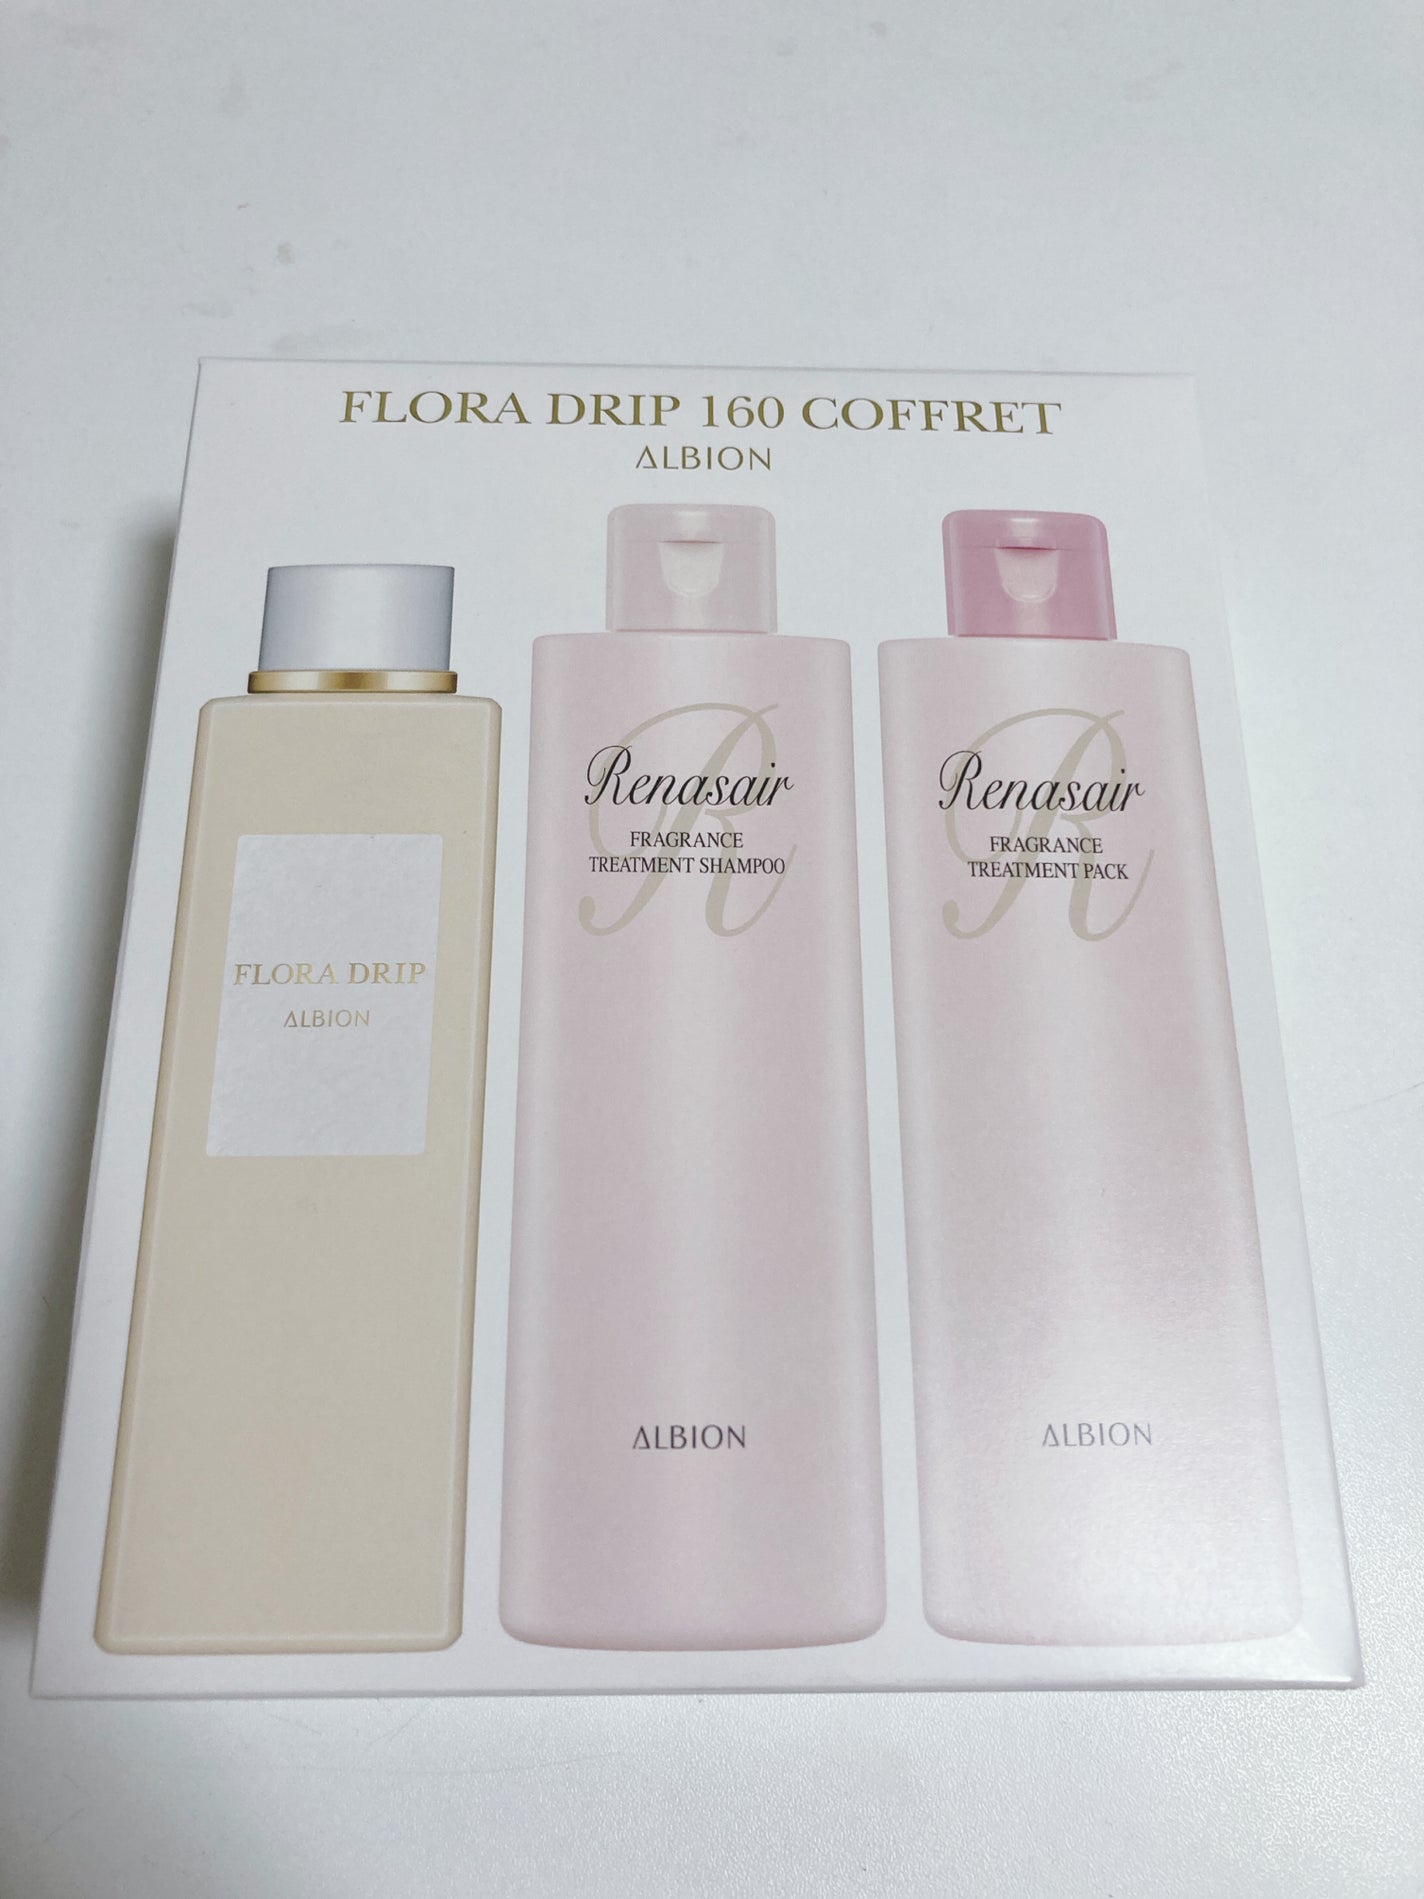 FLORA DRIP 160 COFFRET
ALBION
FLORA DRIP
ALBION
R
Renasair
FRAGRANCE
TREATMENT SHAMPOO
ALBION
R
Renasair
FRAGRANCE
TREATMENT PACK
ALBION